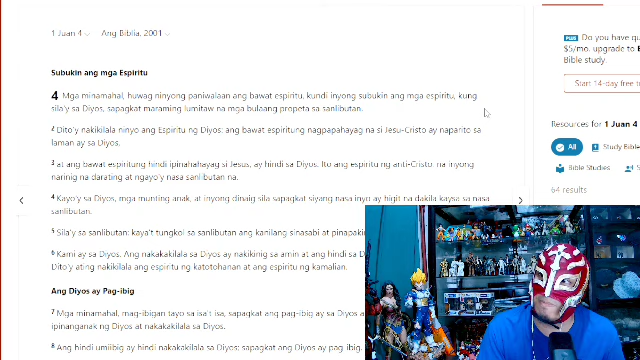 1 Juan 4
Ang Biblia, 2001
Subukin ang mga Espiritu
4 Mga minamahal, huwag ninyong paniwalaan ang bawat espiritu, kundi inyong subukin ang mga espiritu, kung
sila'y sa Diyos, sapagkat maraming lumitaw na mga bulaang propeta sa sanlibutan.
2 Dito'y nakikilala ninyo ang Espiritu ng Diyos: ang bawat espiritung nagpapahayag na si Jesu-Cristo ay naparito sa
laman ay sa Diyos.
3 at ang bawat espiritung hindi ipinahahayag si Jesus, ay hindi sa Diyos. Ito ang espiritu ng anti-Cristo, na inyong
narinig na darating at ngayo'y nasa sanlibutan na.
4 Kayo'y sa Diyos, mga munting anak, at inyong dinaig sila sapagkat siyang nasa inyo ay higit na dakila kaysa sa nasa
sanlibutan.
5 Sila'y sa sanlibutan: kaya't tungkol sa sanlibutan ang kanilang sinasabi at pinapakin
6 Kami ay sa Diyos. Ang nakakakilala sa Diyos ay nakikinig sa amin at ang hindi sa D
Dito'y ating nakikilala ang espiritu ng katotohanan at ang espiritu ng kamalian.
Ang Diyos ay Pag-ibig
7 Mga minamahal, mag-ibigan tayo sa isa't isa, sapagkat ang pag-ibig ay sa Diyos a
ipinanganak ng Diyos at nakakakilala sa Diyos.
8 Ang hindi umiibig ay hindi nakakakilala sa Diyos; sapagkat ang Diyos ay pag-ibig.
PLUS Do you have qu
$5/mo. upgrade to B
Bible study.
Start 14-day free t
Resources for 1 Juan 4
All
Study Bible
Bible Studies
S
64 results